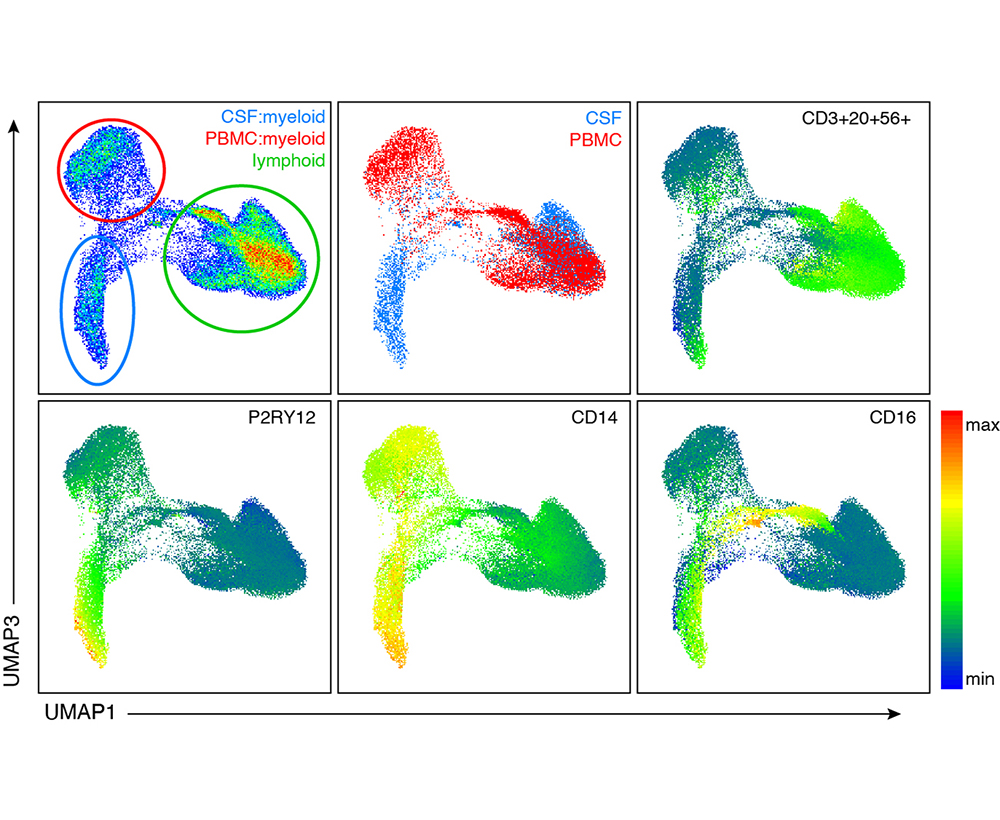 CSF:myeloid
PBMC:myeloid
lymphoid
CSF
PBMC
CD3+20+56+
P2RY12
CD14
CD16
max
min
UMAP3
UMAP1